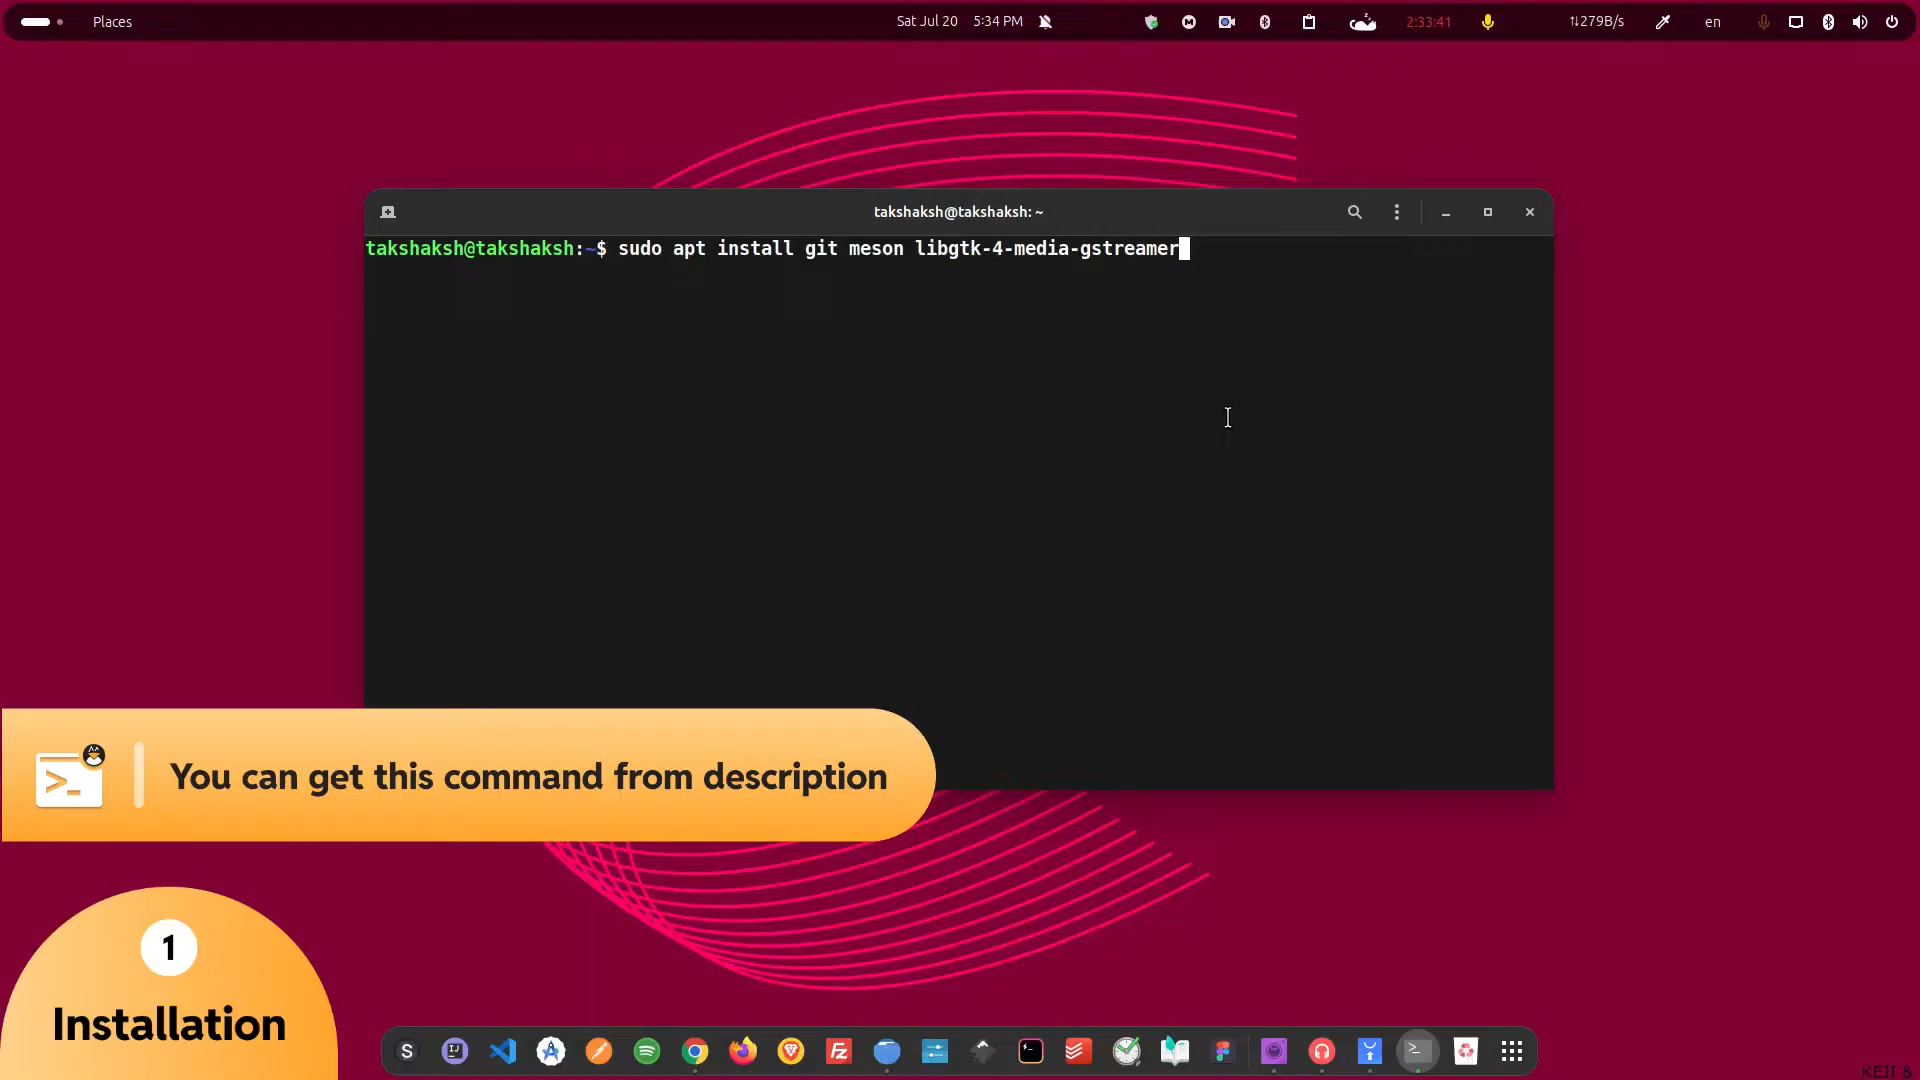 Places
Sat Jul 20 5:34 PM
2:33:41
279B/s
en
takshaksh@takshaksh: ~
takshaksh@takshaksh:~$ sudo apt install git meson libgtk-4-media-gstreamer
You can get this command from description
1
Installation